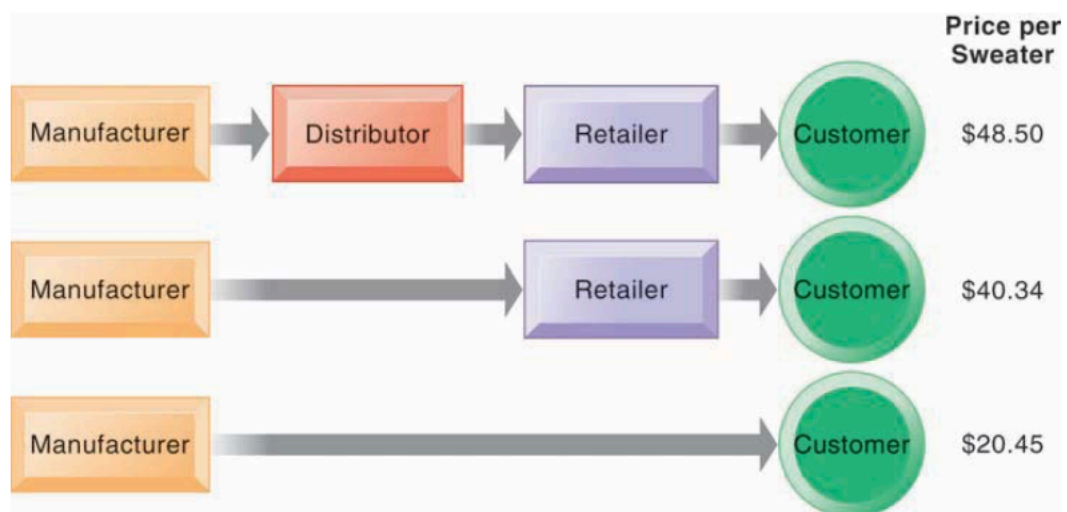 Price per
Sweater
Manufacturer Distributor Retailer Customer $48.50
Manufacturer Retailer Customer $40.34
Manufacturer Customer $20.45